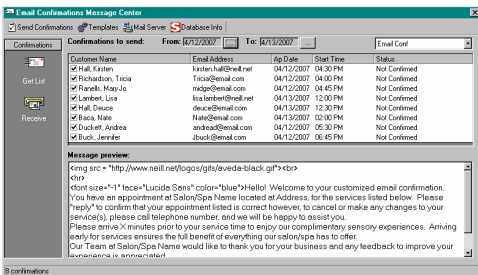 Email Confirmations Message Center
Send Confirmations Templates Mail Server Database Info
Confirmations Confirmations to send: From: 4/12/2007 ... To: 4/13/2007 ... Email Conf
Customer Name Email Address Ap Date Start Time Status
Hall, Kirsten kirsten.hall@neill.net 04/12/2007 04:30 PM Not Confirmed
Richardson, Tricia Tricia@email.com 04/12/2007 04:00 PM Not Confirmed
Ranells, Mary Jo midge@email.com 04/12/2007 04:45 PM Not Confirmed
Get List
Lambert, Lisa lisa.lambert@neill.net 04/13/2007 12:00 PM Not Confirmed
Hall, Deuce deuce@email.com 04/13/2007 12:30 PM Not Confirmed
Baca, Nate Nate@email.com 04/13/2007 02:00 PM Not Confirmed
Receive
Duckett, Andrea andread@email.com 04/12/2007 05:30 PM Not Confirmed
Buck, Jennifer Jbuck@email.com 04/12/2007 06:45 PM Not Confirmed
Message preview:
<img src = "http://www.neill.net/logos/gifs/aveda-black.gif"><br>
<hr>
<font size="-1" face="Lucida Sans" color="blue">Hello! Welcome to your customized email confirmation.
You have an appointment at Salon/Spa Name located at Address, for the services listed below. Please
"reply" to confirm that your appointment listed is correct however, to cancel or make any changes to your
service(s), please call telephone number, and we will be happy to assist you.
Please arrive X minutes prior to your service time to enjoy our complimentary sensory experiences. Arriving
early for services ensures the full benefit of everything our salon/spa has to offer.
Our Team at Salon/Spa Name would like to thank you for your business and any feedback to improve your
experience is appreciated.
8 confirmations